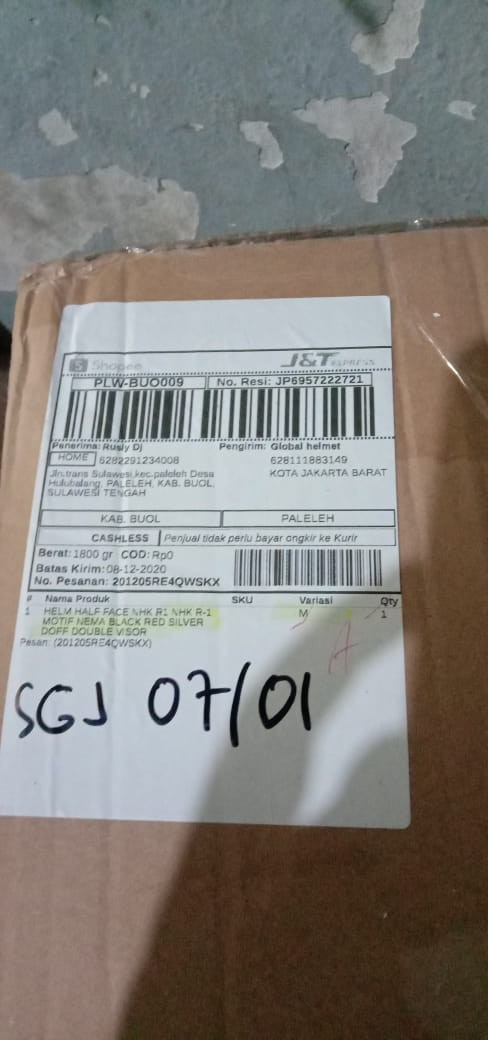 S Shopee
J&T EXPRESS
PLW-BUO009
No. Resi: JP6957222721
Penerima: Rusly Dj
Pengirim: Global helmet
HOME
6282291234008
628111883149
Jln.trans Sulawesi kec.paleleh Desa
KOTA JAKARTA BARAT
Hulubalang, PALELEH, KAB. BUOL,
SULAWESI TENGAH
KAB. BUOL
PALELEH
CASHLESS
Penjual tidak perlu bayar ongkir ke Kurir
Berat: 1800 gr COD: Rp0
Batas Kirim: 08-12-2020
No. Pesanan: 201205RE4QWSKX
# Nama Produk SKU Variasi Qty
1 HELM HALF FACE NHK R1 NHK R-1 M 1
MOTIF NEMA BLACK RED SILVER
DOFF DOUBLE VISOR
Pesan: (201205RE4QWSKX)
A
SGJ 07/01